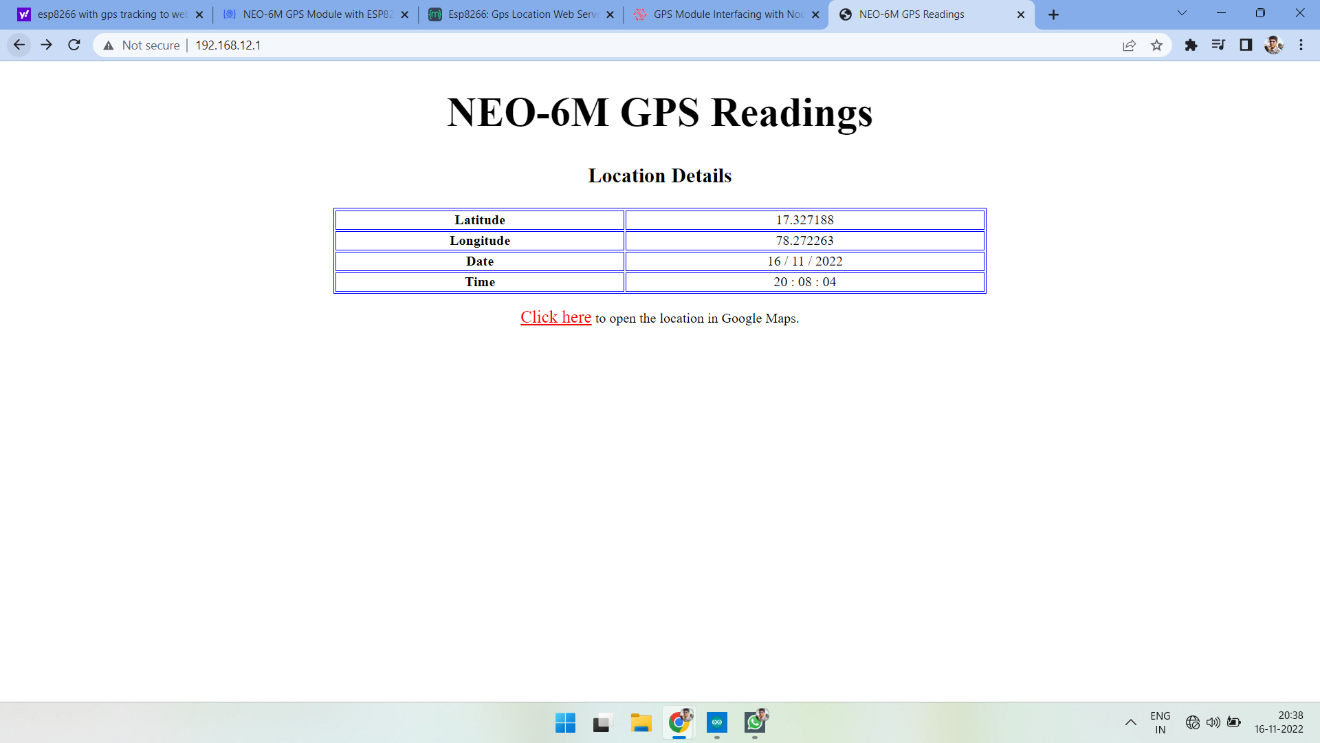 esp8266 with gps tracking to we
NEO-6M GPS Module with ESP82
Esp8266: Gps Location Web Serv
GPS Module Interfacing with No
NEO-6M GPS Readings
Not secure | 192.168.12.1
NEO-6M GPS Readings
Location Details
Latitude 17.327188
Longitude 78.272263
Date 16 / 11 / 2022
Time 20 : 08 : 04
Click here to open the location in Google Maps.
ENG
IN
20:38
16-11-2022